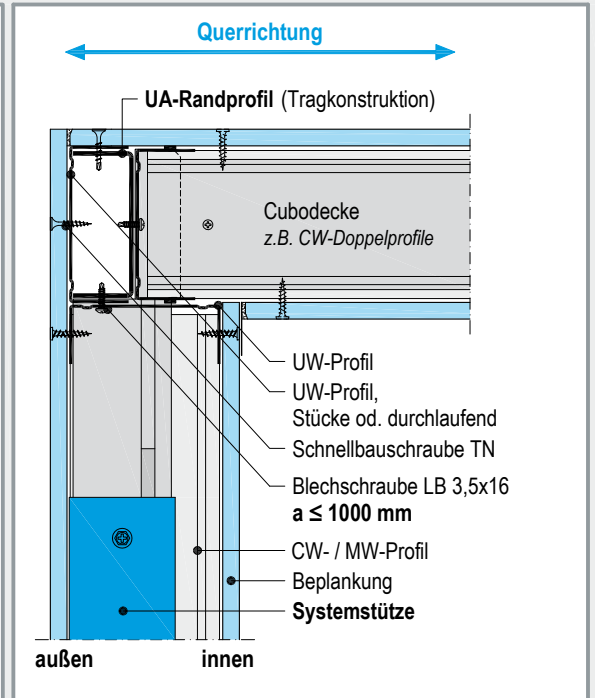 Querrichtung
UA-Randprofil (Tragkonstruktion)
Cubodecke
z.B. CW-Doppelprofile
UW-Profil
UW-Profil,
Stücke od. durchlaufend
Schnellbauschraube TN
Blechschraube LB 3,5x16
a ≤ 1000 mm
CW- / MW-Profil
Beplankung
Systemstütze
außen innen